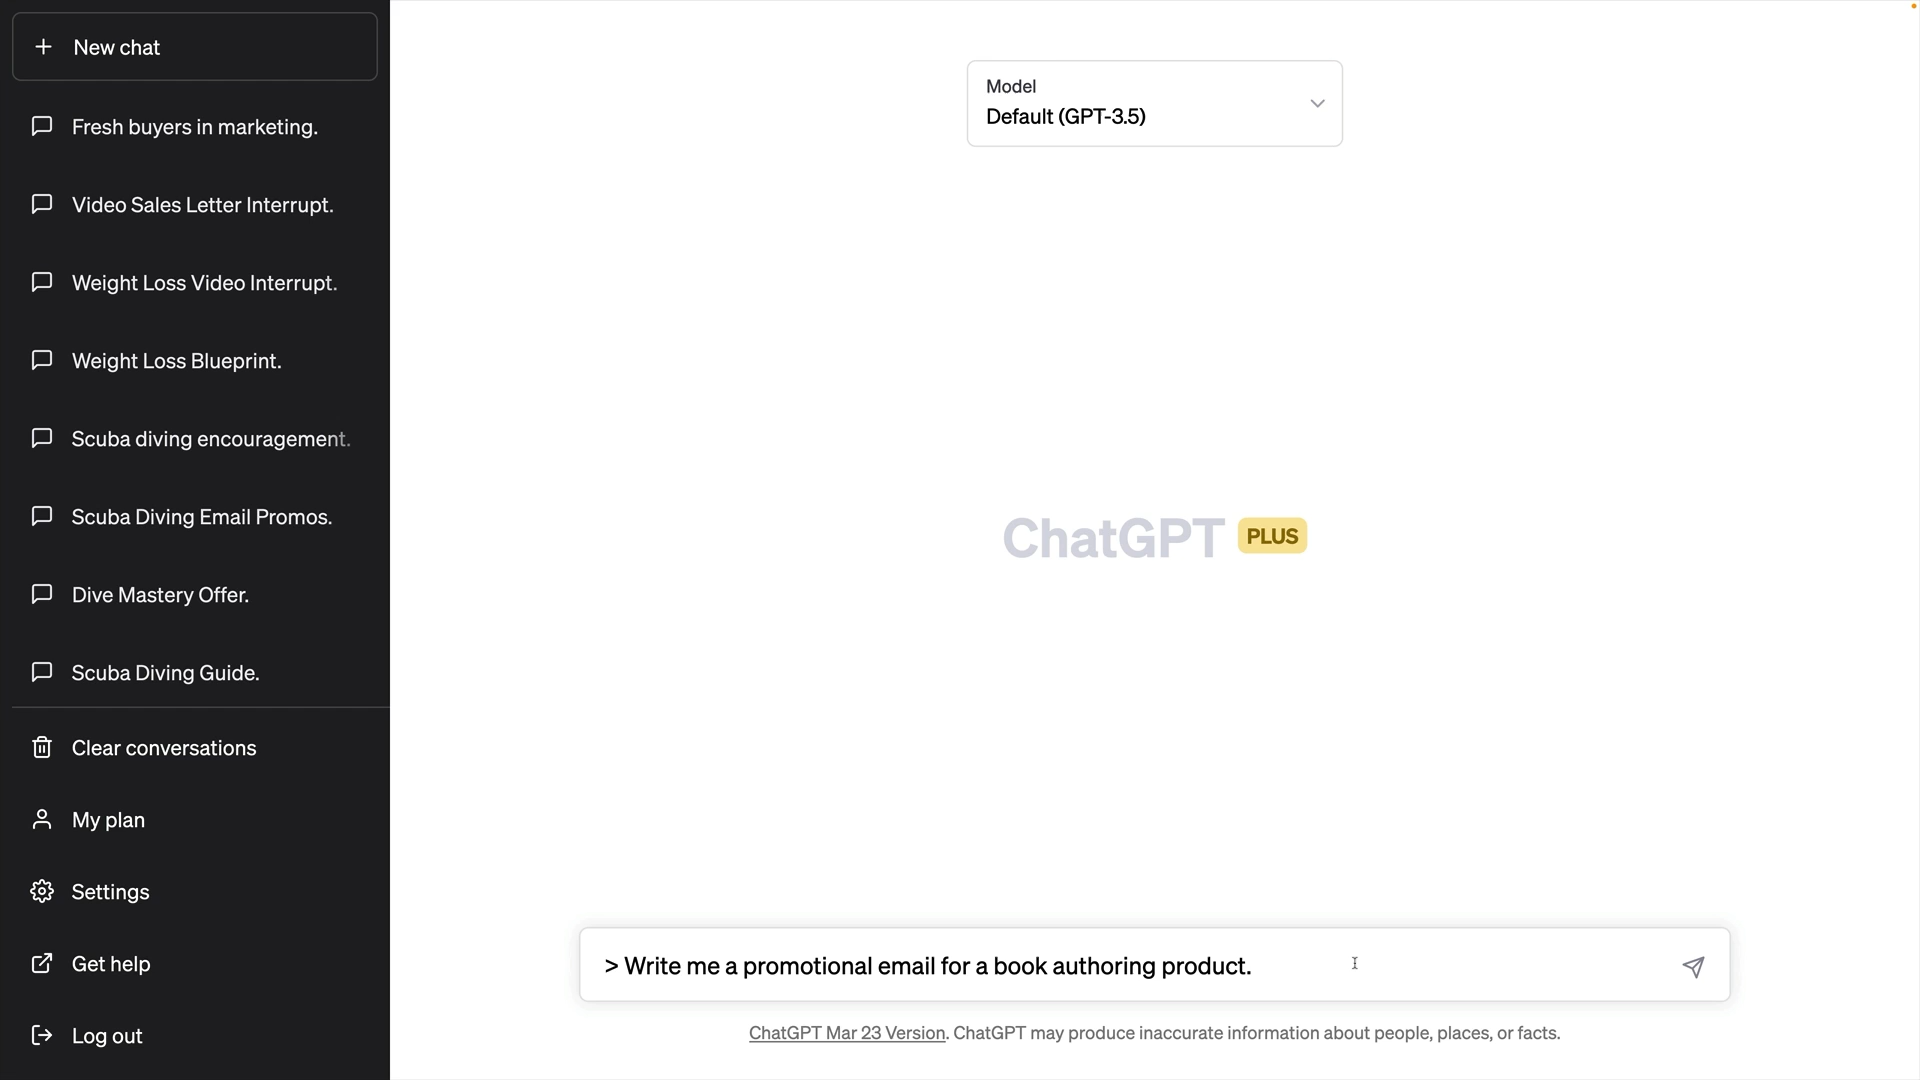 New chat
Fresh buyers in marketing.
Video Sales Letter Interrupt.
Weight Loss Video Interrupt.
Weight Loss Blueprint.
Scuba diving encouragement.
Scuba Diving Email Promos.
Dive Mastery Offer.
Scuba Diving Guide.
Clear conversations
My plan
Settings
Get help
Log out
Model
Default (GPT-3.5)
ChatGPT PLUS
> Write me a promotional email for a book authoring product.
ChatGPT Mar 23 Version. ChatGPT may produce inaccurate information about people, places, or facts.